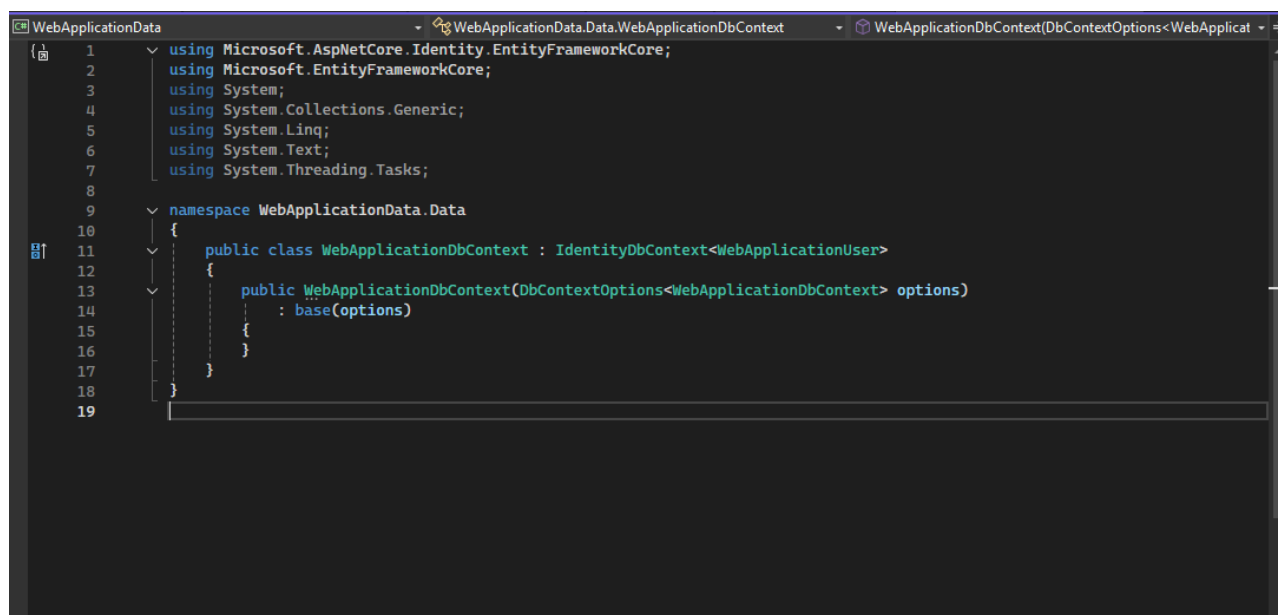 WebApplicationData WebApplicationData.Data.WebApplicationDbContext WebApplicationDbContext(DbContextOptions<WebApplicat
1 using Microsoft.AspNetCore.Identity.EntityFrameworkCore;
2 using Microsoft.EntityFrameworkCore;
3 using System;
4 using System.Collections.Generic;
5 using System.Linq;
6 using System.Text;
7 using System.Threading.Tasks;
8
9 namespace WebApplicationData.Data
10 {
11 public class WebApplicationDbContext : IdentityDbContext<WebApplicationUser>
12 {
13 public WebApplicationDbContext(DbContextOptions<WebApplicationDbContext> options)
14 : base(options)
15 {
16 }
17 }
18 }
19